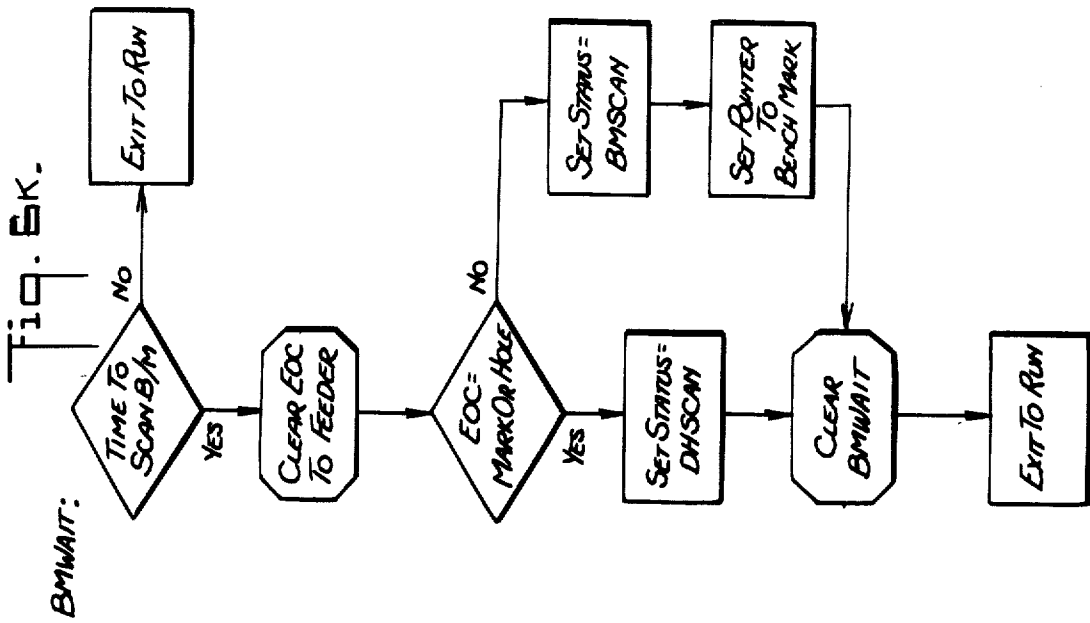 Fig. 6K.
BMWAIT:
TIME TO
SCAN B/M
NO
EXIT TO RUN
YES
CLEAR EOC
TO FEEDER
EOC=
MARK OR HOLE
NO
SET STATUS=
BMSCAN
SET POINTER
TO
BENCH MARK
YES
SET STATUS=
DHSCAN
CLEAR
BMWAIT
EXIT TO RUN